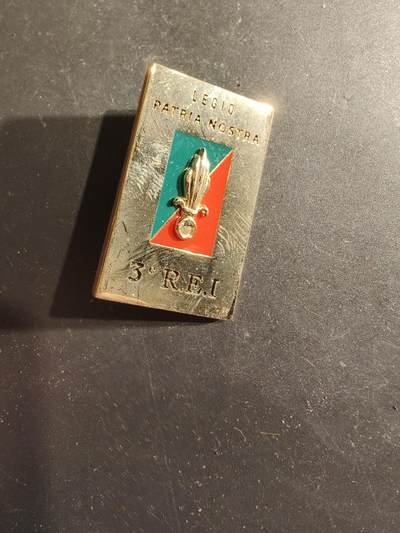 LEGIO
PATRIA NOSTRA
3e R.E.I